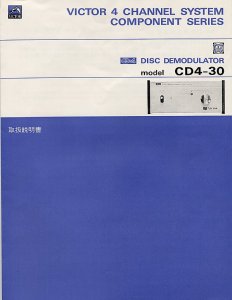 VICTOR 4 CHANNEL SYSTEM
COMPONENT SERIES
DISC DEMODULATOR
model CD4-30
取扱説明書